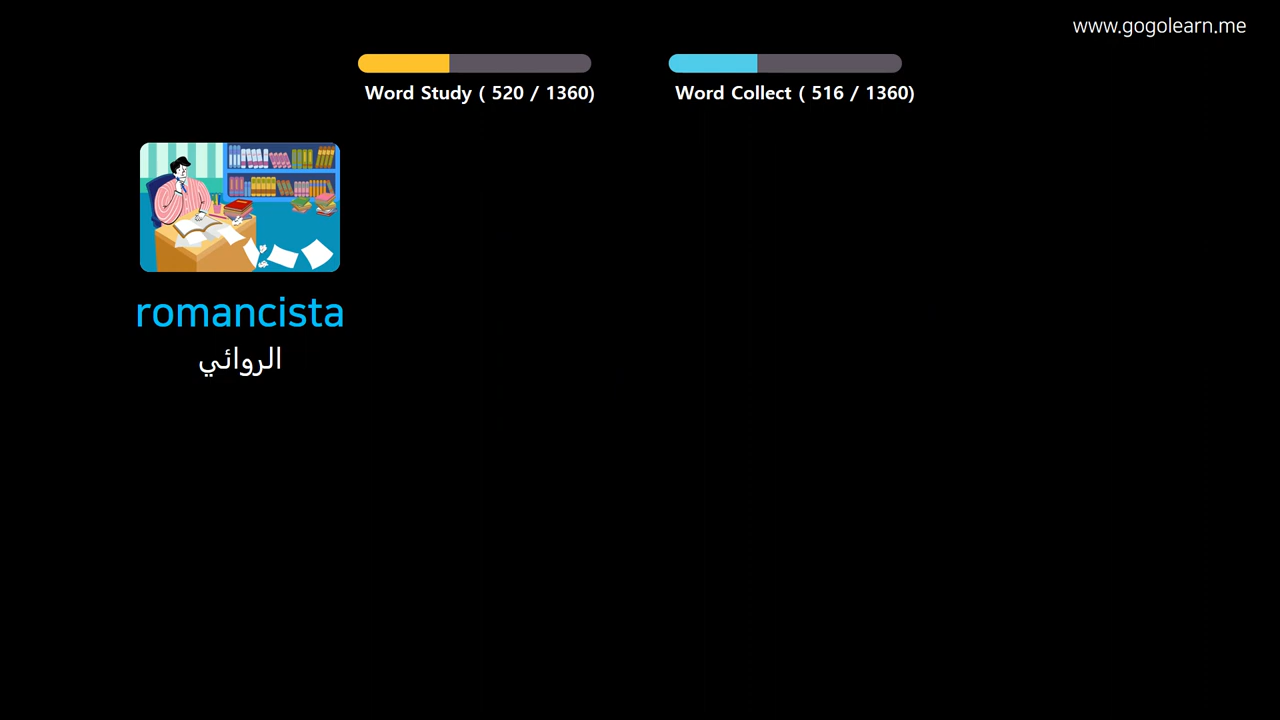 www.gogolearn.me
Word Study ( 520 / 1360)
Word Collect ( 516 / 1360)
romancista
الروائي